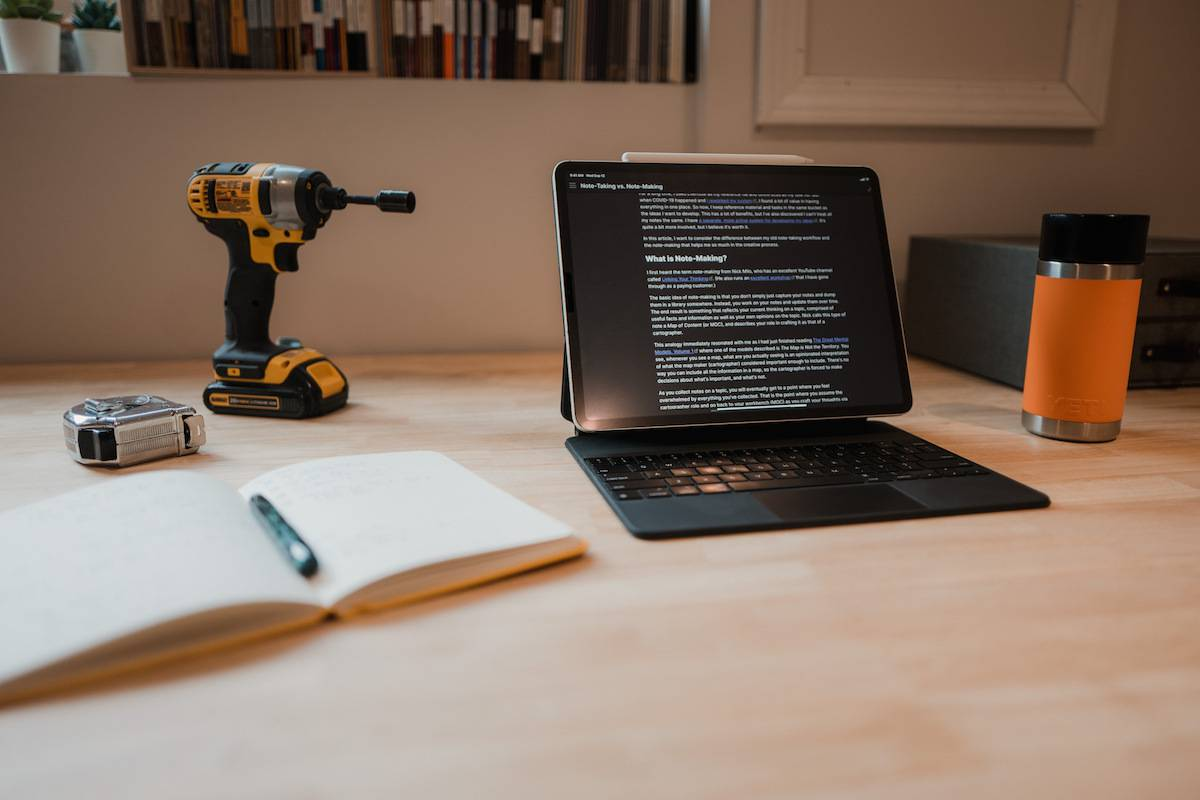 9:41 AM Wed Sep 13
Note-Taking vs. Note-Making
when COVID-19 happened and I revisited my system, I found a lot of value in having
everything in one place. So now, I keep reference material and tasks in the same bucket as
the ideas I want to develop. This has a lot of benefits, but I've also discovered I can't treat all
my notes the same. I have a separate, more active system for developing my ideas. It's
quite a bit more involved, but I believe it's worth it.
In this article, I want to consider the difference between my old note-taking workflow and
the note-making that helps me so much in the creative process.
What is Note-Making?
I first heard the term note-making from Nick Milo, who has an excellent YouTube channel
called Linking Your Thinking. (He also runs an excellent workshop that I have gone
through as a paying customer.)
The basic idea of note-making is that you don't simply just capture your notes and dump
them in a library somewhere. Instead, you work on your notes and update them over time.
The end result is something that reflects your current thinking on a topic, comprised of
useful facts and information as well as your own opinions on the topic. Nick calls this type of
note a Map of Content (or MOC), and describes your role in crafting it as that of a
cartographer.
This analogy immediately resonated with me as I had just finished reading The Great Mental
Models, Volume 1 where one of the models described is The Map is Not the Territory. You
see, whenever you see a map, what are you actually seeing is an opinionated interpretation
of what the map maker (cartographer) considered important enough to include. There's no
way you can include all the information in a map, so the cartographer is forced to make
decisions about what's important, and what's not.
As you collect notes on a topic, you will eventually get to a point where you feel
overwhelmed by everything you've collected. That is the point where you assume the
cartographer role and go back to your workbench (MOC) as you craft your thoughts via
YETI